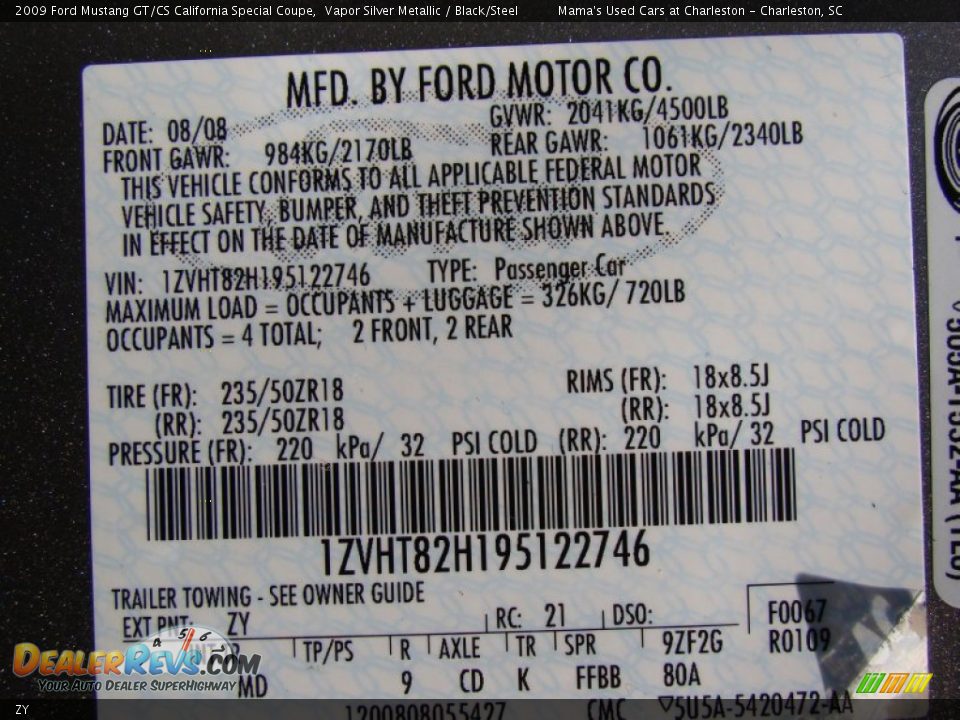 2009 Ford Mustang GT/CS California Special Coupe, Vapor Silver Metallic / Black/Steel Mama's Used Cars at Charleston - Charleston, SC
MFD. BY FORD MOTOR CO.
DATE: 08/08 GVWR: 2041KG/4500LB
FRONT GAWR: 984KG/2170LB REAR GAWR: 1061KG/2340LB
THIS VEHICLE CONFORMS TO ALL APPLICABLE FEDERAL MOTOR
VEHICLE SAFETY, BUMPER, AND THEFT PREVENTION STANDARDS
IN EFFECT ON THE DATE OF MANUFACTURE SHOWN ABOVE.
VIN: 1ZVHT82H195122746 TYPE: Passenger Car
MAXIMUM LOAD = OCCUPANTS + LUGGAGE = 326KG/ 720LB
OCCUPANTS = 4 TOTAL; 2 FRONT, 2 REAR
TIRE (FR): 235/50ZR18 RIMS (FR): 18x8.5J
(RR): 235/50ZR18 (RR): 18x8.5J
PRESSURE (FR): 220 kPa/ 32 PSI COLD (RR): 220 kPa/ 32 PSI COLD
1ZVHT82H195122746
TRAILER TOWING - SEE OWNER GUIDE
EXT PNT: ZY RC: 21 DSO: F0067
TP/PS R AXLE TR SPR 9ZF2G R0109
MD 9 CD K FFBB 80A
1200808055427 CMC ▽5U5A-5420472-AA
4 5 6
DEALERREVS.COM
YOUR AUTO DEALER SUPERHIGHWAY
ZY